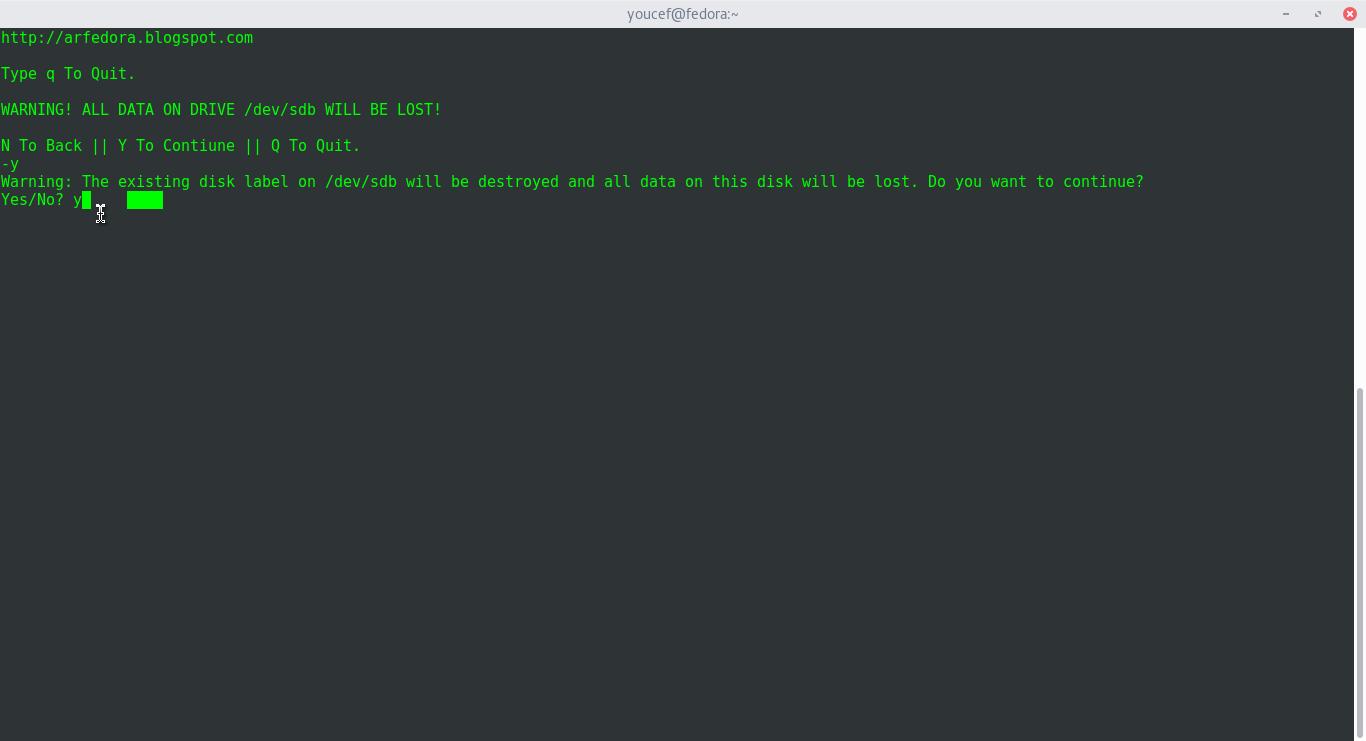 youcef@fedora:~
http://arfedora.blogspot.com
Type q To Quit.
WARNING! ALL DATA ON DRIVE /dev/sdb WILL BE LOST!
N To Back || Y To Contiune || Q To Quit.
-y
Warning: The existing disk label on /dev/sdb will be destroyed and all data on this disk will be lost. Do you want to continue?
Yes/No? y